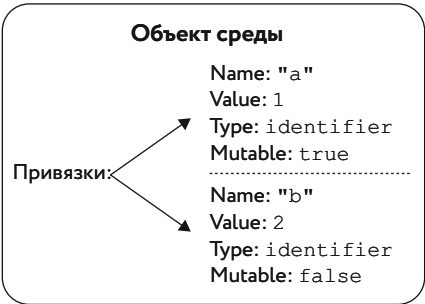 Объект среды
Name: "a"
Value: 1
Type: identifier
Mutable: true
Привязки:
Name: "b"
Value: 2
Type: identifier
Mutable: false